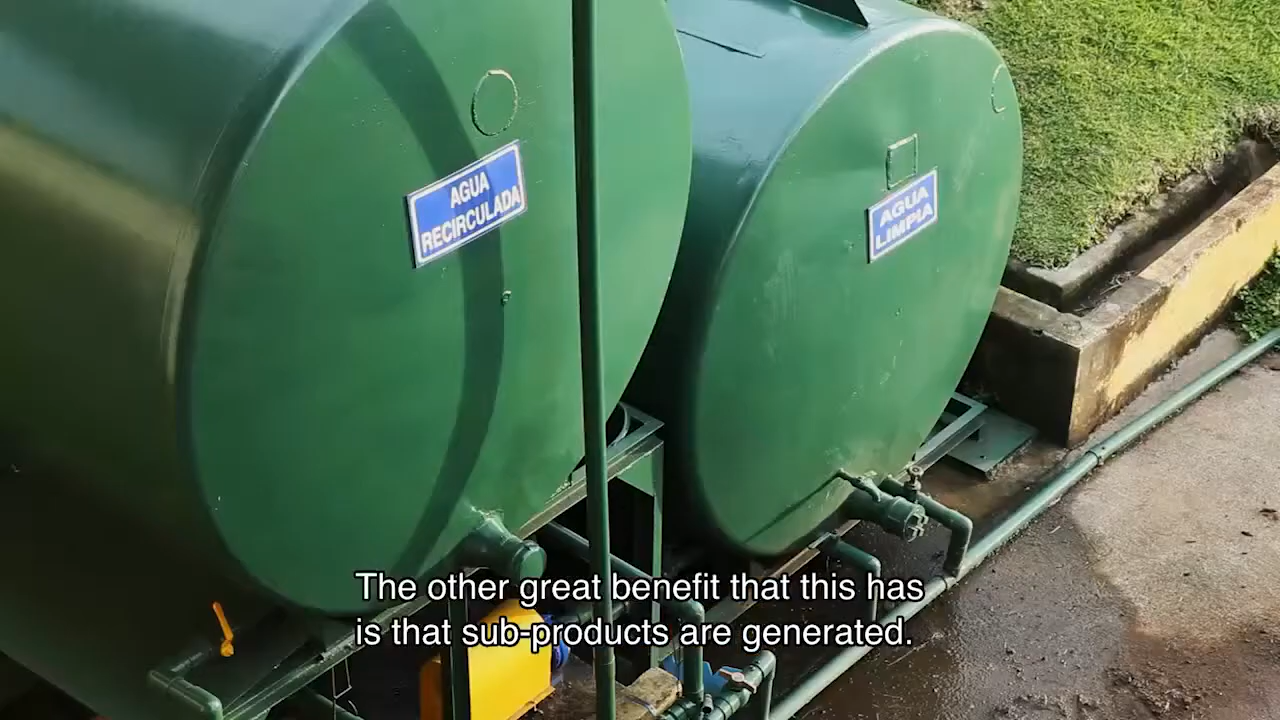 AGUA
RECIRCULADA
AGUA
LIMPIA
The other great benefit that this has
is that sub-products are generated.